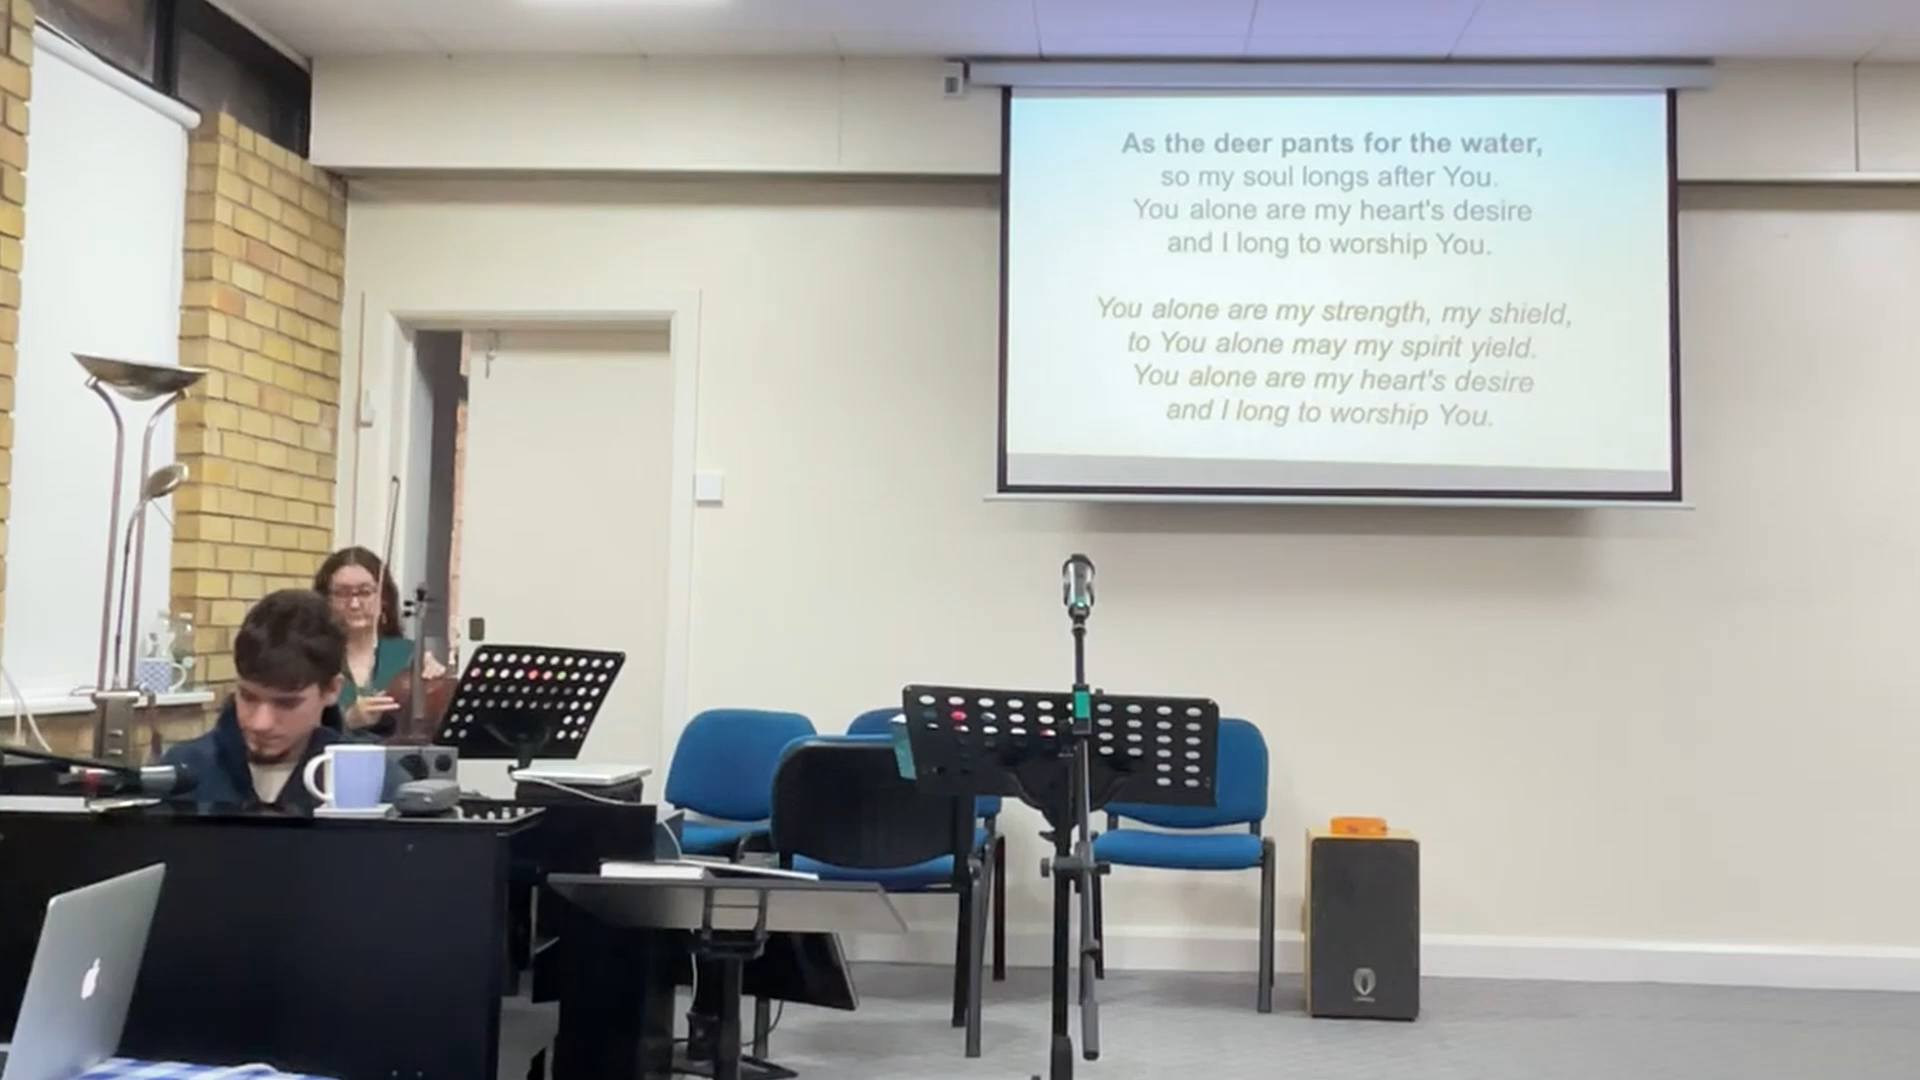 As the deer pants for the water,
so my soul longs after You.
You alone are my heart's desire
and I long to worship You.
You alone are my strength, my shield,
to You alone may my spirit yield.
You alone are my heart's desire
and I long to worship You.